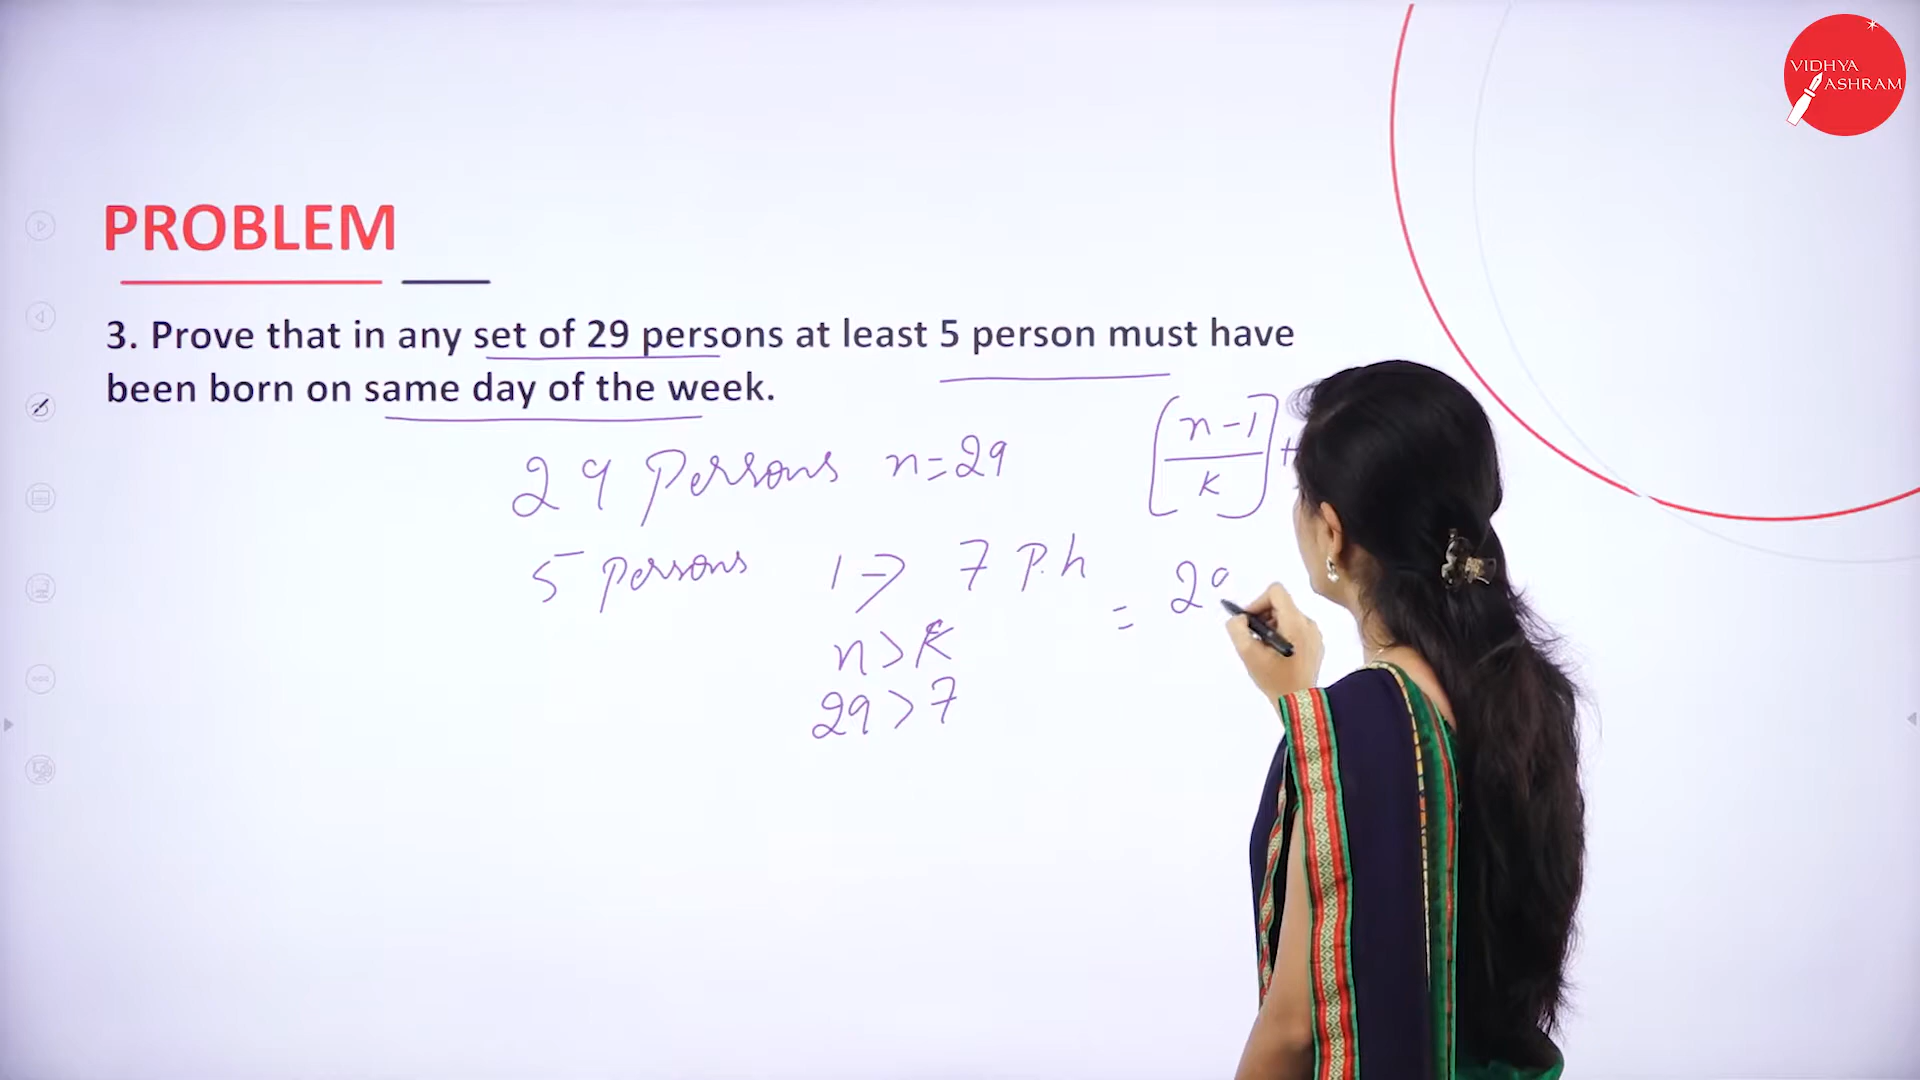 VIDHYA
ASHRAM
PROBLEM
3. Prove that in any set of 29 persons at least 5 person must have
been born on same day of the week.
29 Persons n=29
[n-1/k] +
5 Persons 1-> 7 P.h
= 29
n>k
29>7